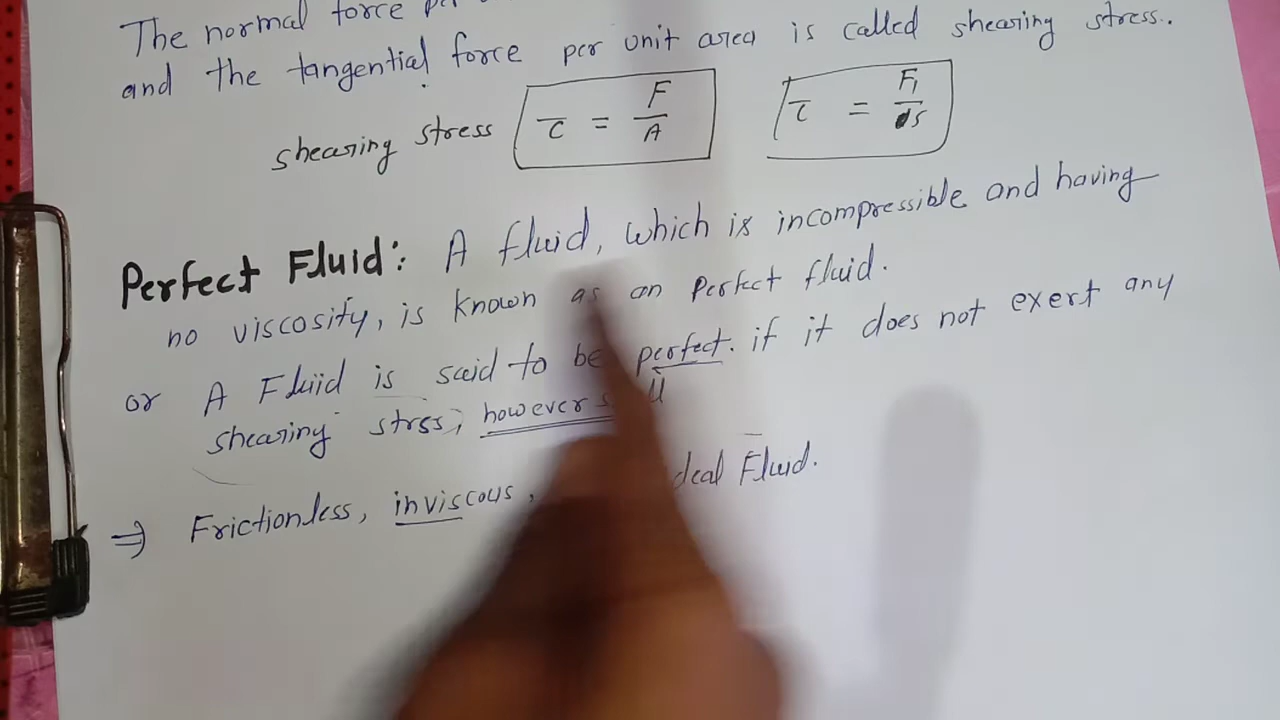 The normal force per
and the tangential force per unit area is called shearing stress.
shearing stress τ = F/A τ = F₁/ds
Perfect Fluid: A fluid, which is incompressible and having
no viscosity, is known as an Perfect fluid.
or A Fluid is said to be perfect. if it does not exert any
shearing stress, however
⇒ Frictionless, inviscous, Fluid.